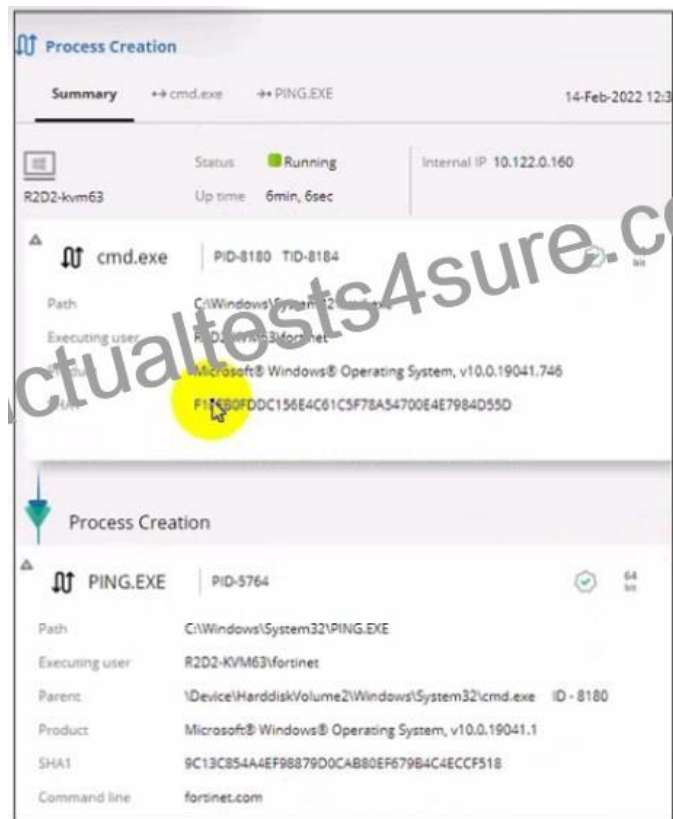 Process Creation
Summary cmd.exe PING.EXE 14-Feb-2022 12:3
Status Running Internal IP 10.122.0.160
R2D2-kvm63 Up time 6min, 6sec
cmd.exe PID-8180 TID-8184
bit
Path
Executing user
Microsoft® Windows® Operating System, v10.0.19041.746
ctualtests4sure.co
Process Creation
PING.EXE PID-5764 64 bit
Path C:\Windows\System32\PING.EXE
Executing user R2D2-KVM63\fortinet
Parent \Device\HarddiskVolume2\Windows\System32\cmd.exe ID - 8180
Product Microsoft® Windows® Operating System, v10.0.19041.1
SHA1 9C13C854A4EF98879D0CAB80EF679B4C4ECCF518
Command line fortinet.com